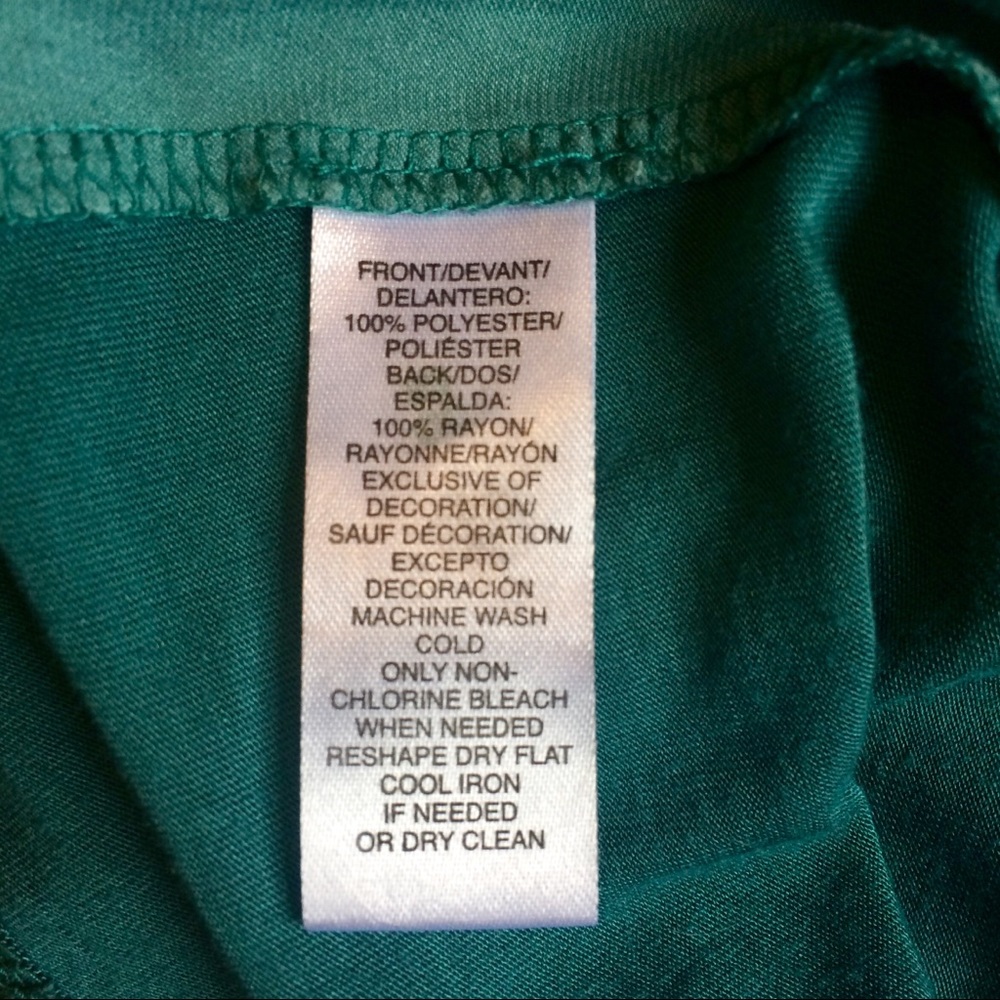 FRONT/DEVANT/
DELANTERO:
100% POLYESTER/
POLIÉSTER
BACK/DOS/
ESPALDA:
100% RAYON/
RAYONNE/RAYÓN
EXCLUSIVE OF
DECORATION/
SAUF DÉCORATION/
EXCEPTO
DECORACIÓN
MACHINE WASH
COLD
ONLY NON-
CHLORINE BLEACH
WHEN NEEDED
RESHAPE DRY FLAT
COOL IRON
IF NEEDED
OR DRY CLEAN